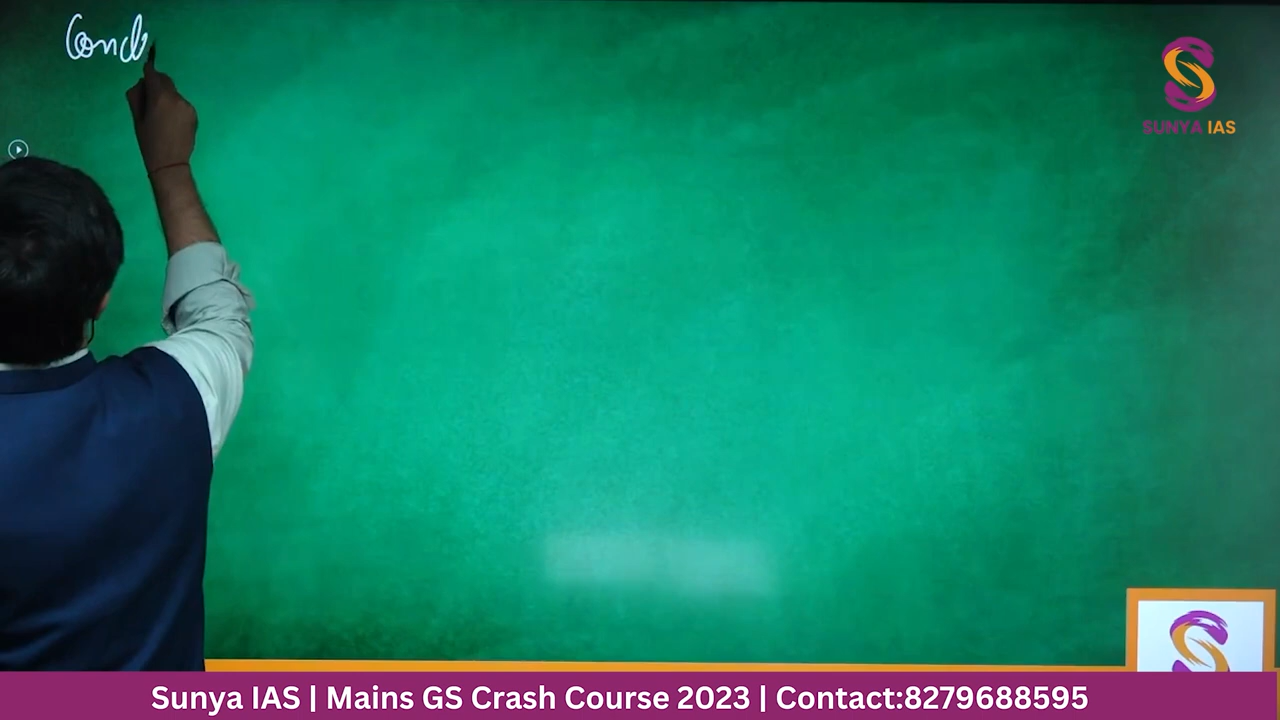 Cond
SUNYA IAS
Sunya IAS | Mains GS Crash Course 2023 | Contact:8279688595